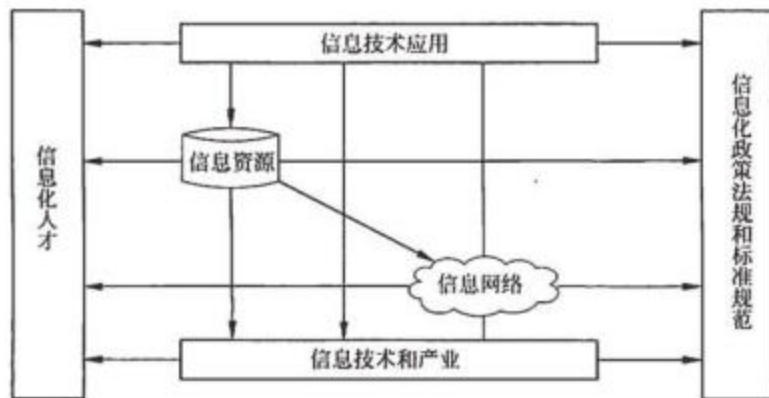 信息技术应用
信息化人才
信息资源
信息网络
信息技术和产业
信息化政策法规和标准规范